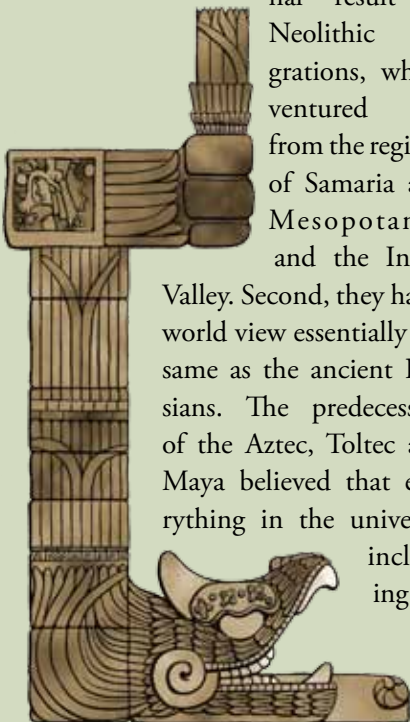 nal result
Neolithic
grations, wh
ventured
from the regi
of Samaria a
Mesopotan
and the In
Valley. Second, they ha
world view essentially
same as the ancient
sians. The predecess
of the Aztec, Toltec a
Maya believed that e
rything in the unive
incl
ing